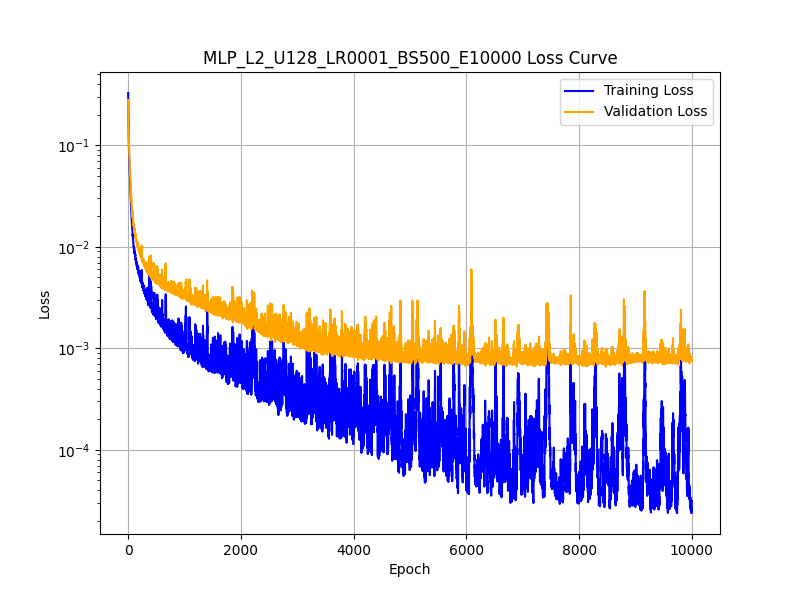 MLP_L2_U128_LR0001_BS500_E10000 Loss Curve
Training Loss
Validation Loss
10⁻¹
10⁻²
10⁻³
10⁻⁴
Loss
0 2000 4000 6000 8000 10000
Epoch